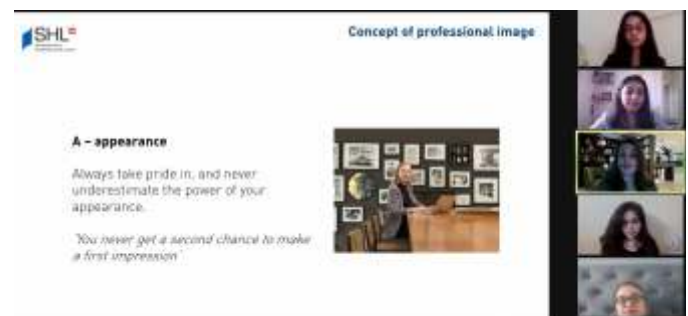 SHL
Concept of professional image
A – appearance
Always take pride in, and never
underestimate the power of your
appearance.
'You never get a second chance to make
a first impression'